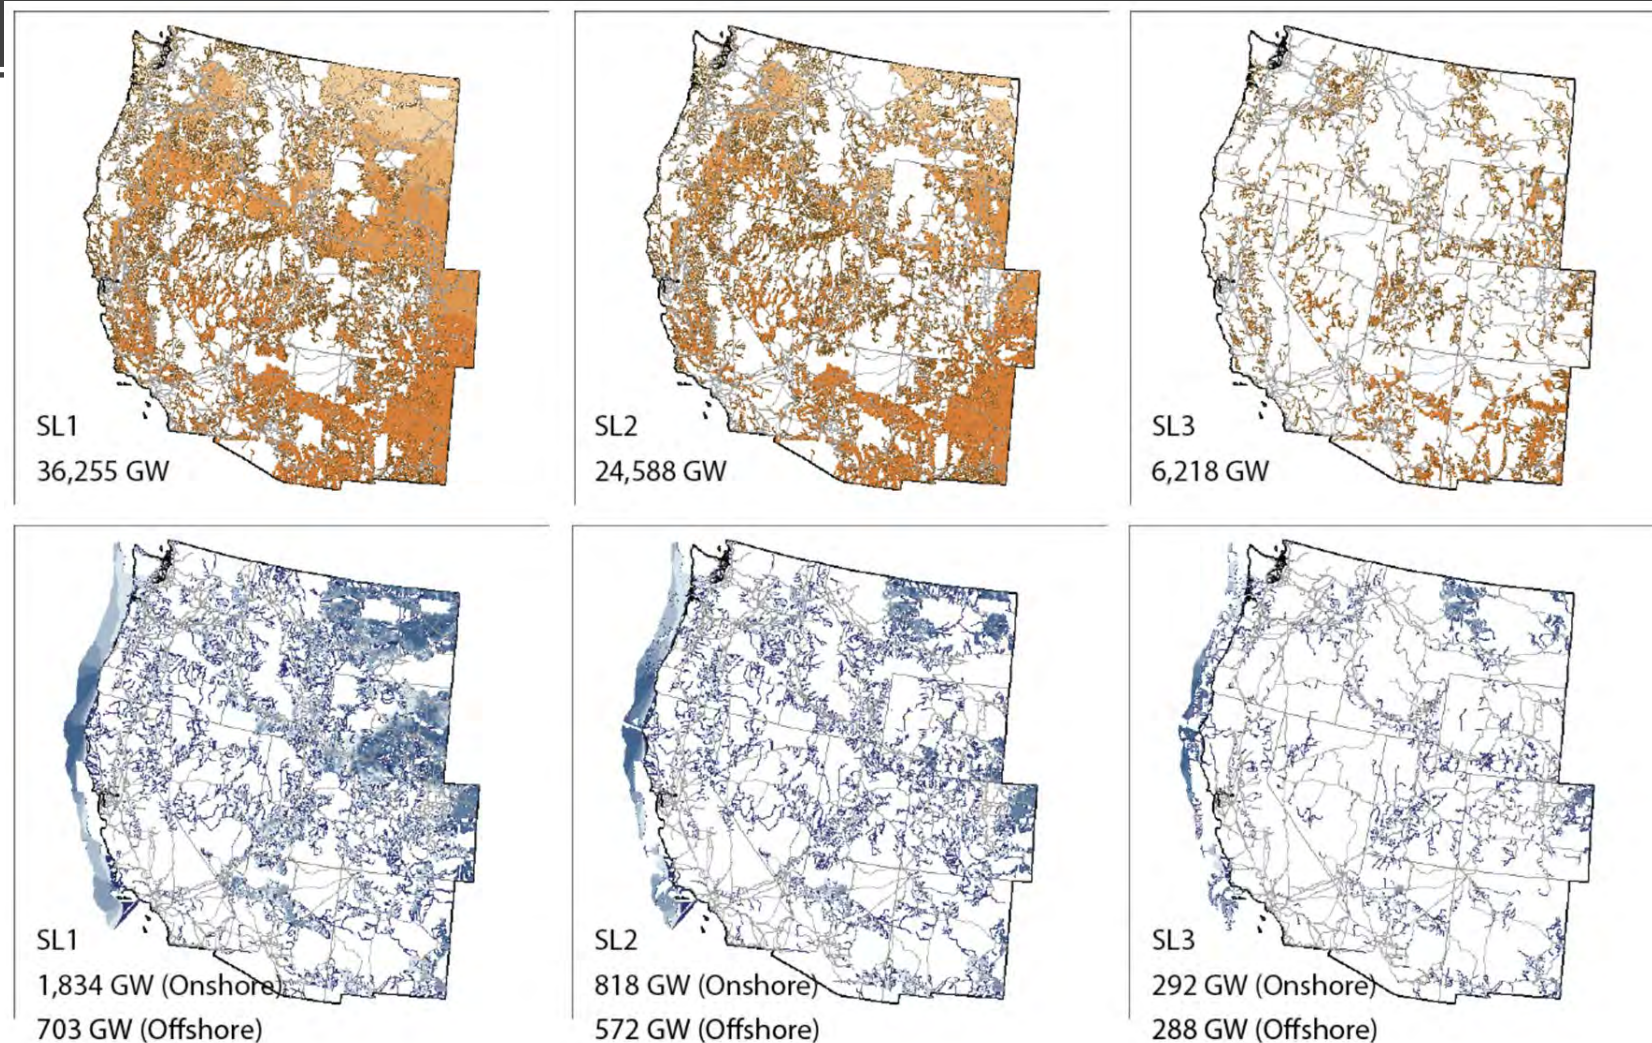 SL1
36,255 GW
SL2
24,588 GW
SL3
6,218 GW
SL1
1,834 GW (Onshore)
703 GW (Offshore)
SL2
818 GW (Onshore)
572 GW (Offshore)
SL3
292 GW (Onshore)
288 GW (Offshore)